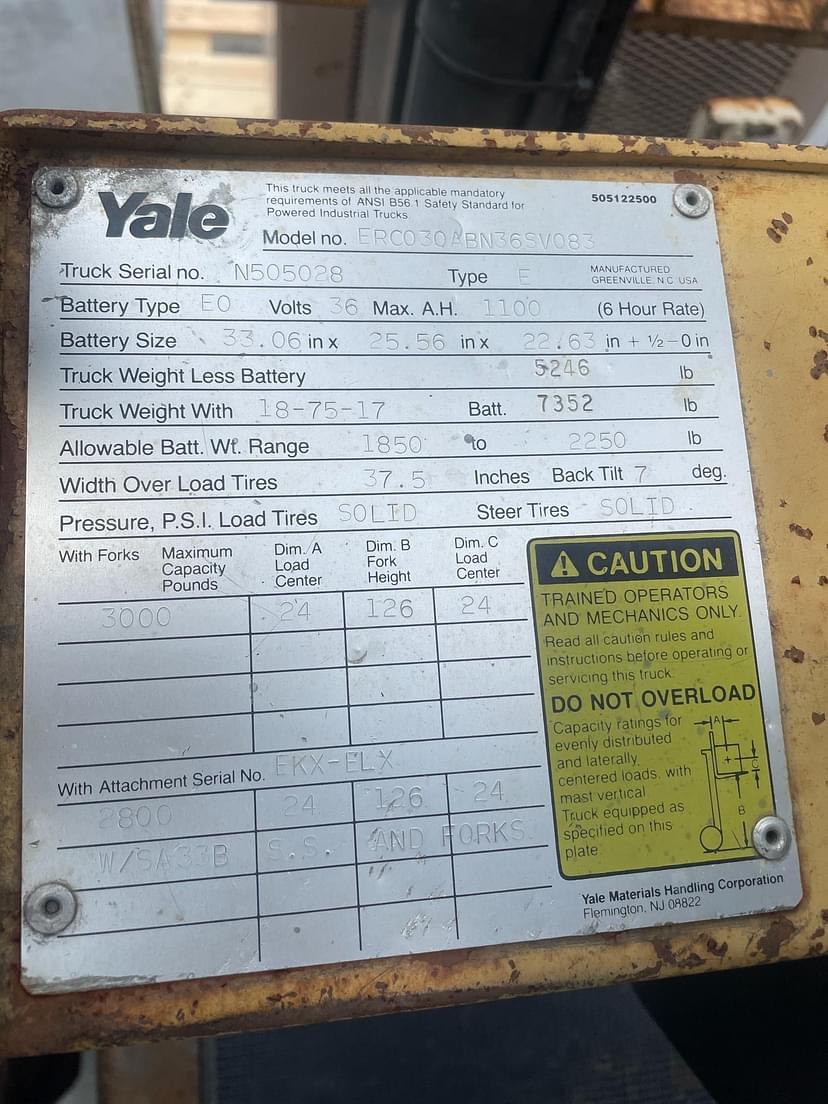 Yale
This truck meets all the applicable mandatory
requirements of ANSI B56.1 Safety Standard for
Powered Industrial Trucks.
505122500
Model no. ERC030ABN36SV083
Truck Serial no. N505028 Type E
MANUFACTURED
GREENVILLE, N.C. USA
Battery Type EO Volts 36 Max. A.H. 1100 (6 Hour Rate)
Battery Size 33.06 in x 25.56 in x 22.63 in + ½-0 in
Truck Weight Less Battery 5246 lb
Truck Weight With 18-75-17 Batt. 7352 lb
Allowable Batt. Wt. Range 1850 to 2250 lb
Width Over Load Tires 37.5 Inches Back Tilt 7 deg.
Pressure, P.S.I. Load Tires SOLID Steer Tires SOLID
With Forks
Maximum
Capacity
Pounds
Dim. A
Load
Center
Dim. B
Fork
Height
Dim. C
Load
Center
3000 24 126 24
With Attachment Serial No. EKX-ELX
2800 24 126 24
W/SA33B S.S. AND FORKS
CAUTION
TRAINED OPERATORS
AND MECHANICS ONLY.
Read all caution rules and
instructions before operating or
servicing this truck.
DO NOT OVERLOAD
Capacity ratings for
evenly distributed
and laterally,
centered loads, with
mast vertical
Truck equipped as
specified on this
plate.
A
C
B
Yale Materials Handling Corporation
Flemington, NJ 08822